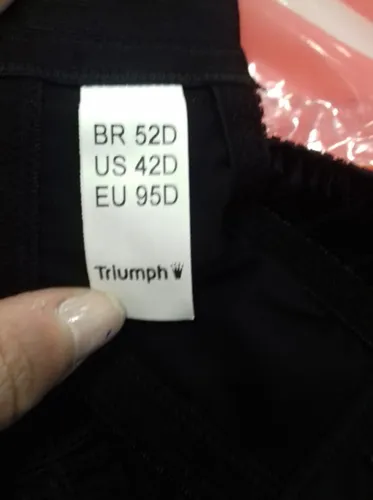 BR 52D
US 42D
EU 95D
Triumph